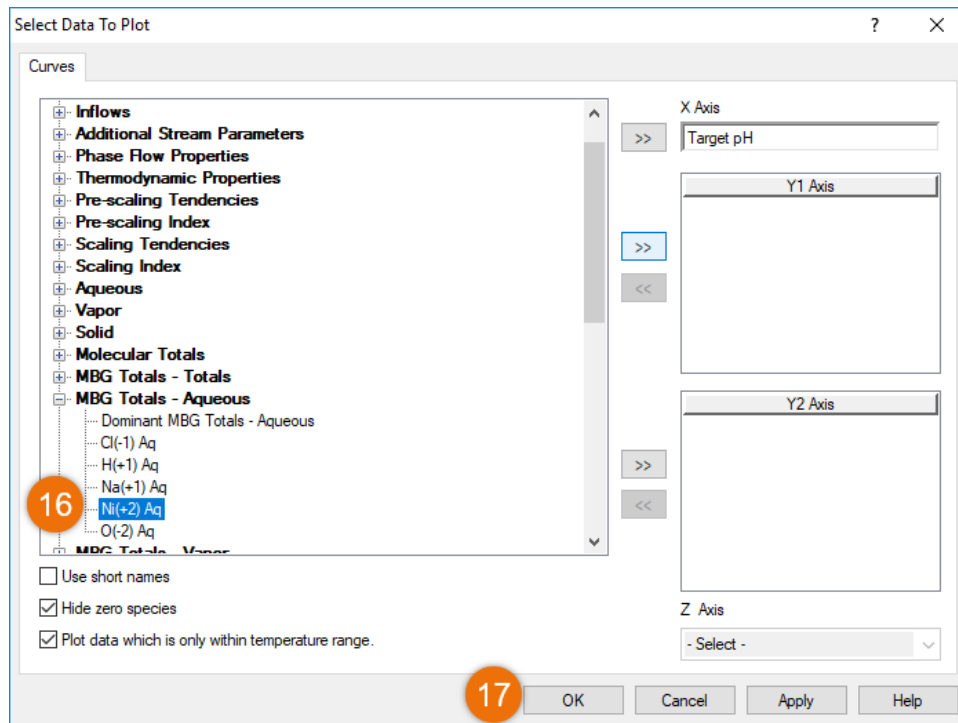 Select Data To Plot
?
Curves
Inflows
Additional Stream Parameters
Phase Flow Properties
Thermodynamic Properties
Pre-scaling Tendencies
Pre-scaling Index
Scaling Tendencies
Scaling Index
Aqueous
Vapor
Solid
Molecular Totals
MBG Totals - Totals
MBG Totals - Aqueous
Dominant MBG Totals - Aqueous
Cl(-1) Aq
H(+1) Aq
Na(+1) Aq
16
Ni(+2) Aq
O(-2) Aq
MBG Totals - Vapor
Use short names
Hide zero species
Plot data which is only within temperature range.
>>
X Axis
Target pH
Y1 Axis
>>
<<
Y2 Axis
>>
<<
Z Axis
- Select -
17
OK
Cancel
Apply
Help